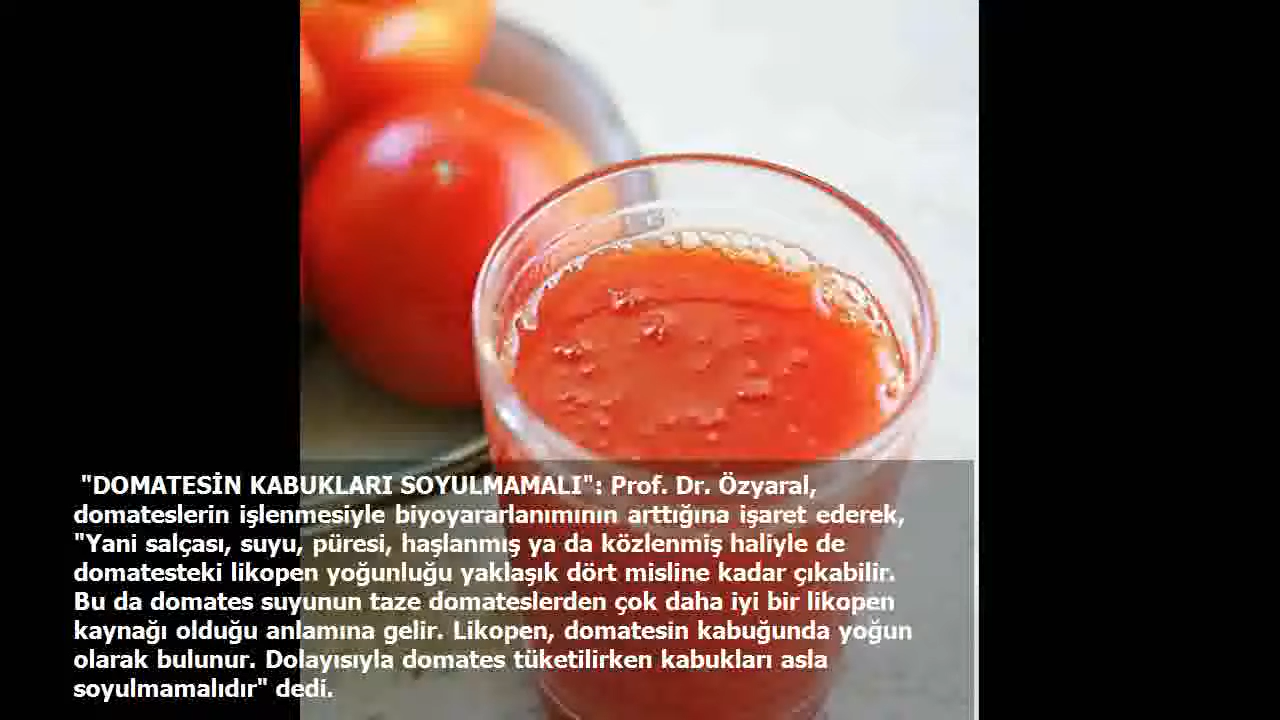 "DOMATESİN KABUKLARI SOYULMAMALI": Prof. Dr. Özyaral,
domateslerin işlenmesiyle biyoyararlanımının arttığına işaret ederek,
"Yani salçası, suyu, püresi, haşlanmış ya da közlenmiş haliyle de
domatesteki likopen yoğunluğu yaklaşık dört misline kadar çıkabilir.
Bu da domates suyunun taze domateslerden çok daha iyi bir likopen
kaynağı olduğu anlamına gelir. Likopen, domatesin kabuğunda yoğun
olarak bulunur. Dolayısıyla domates tüketilirken kabukları asla
soyulmamalıdır" dedi.